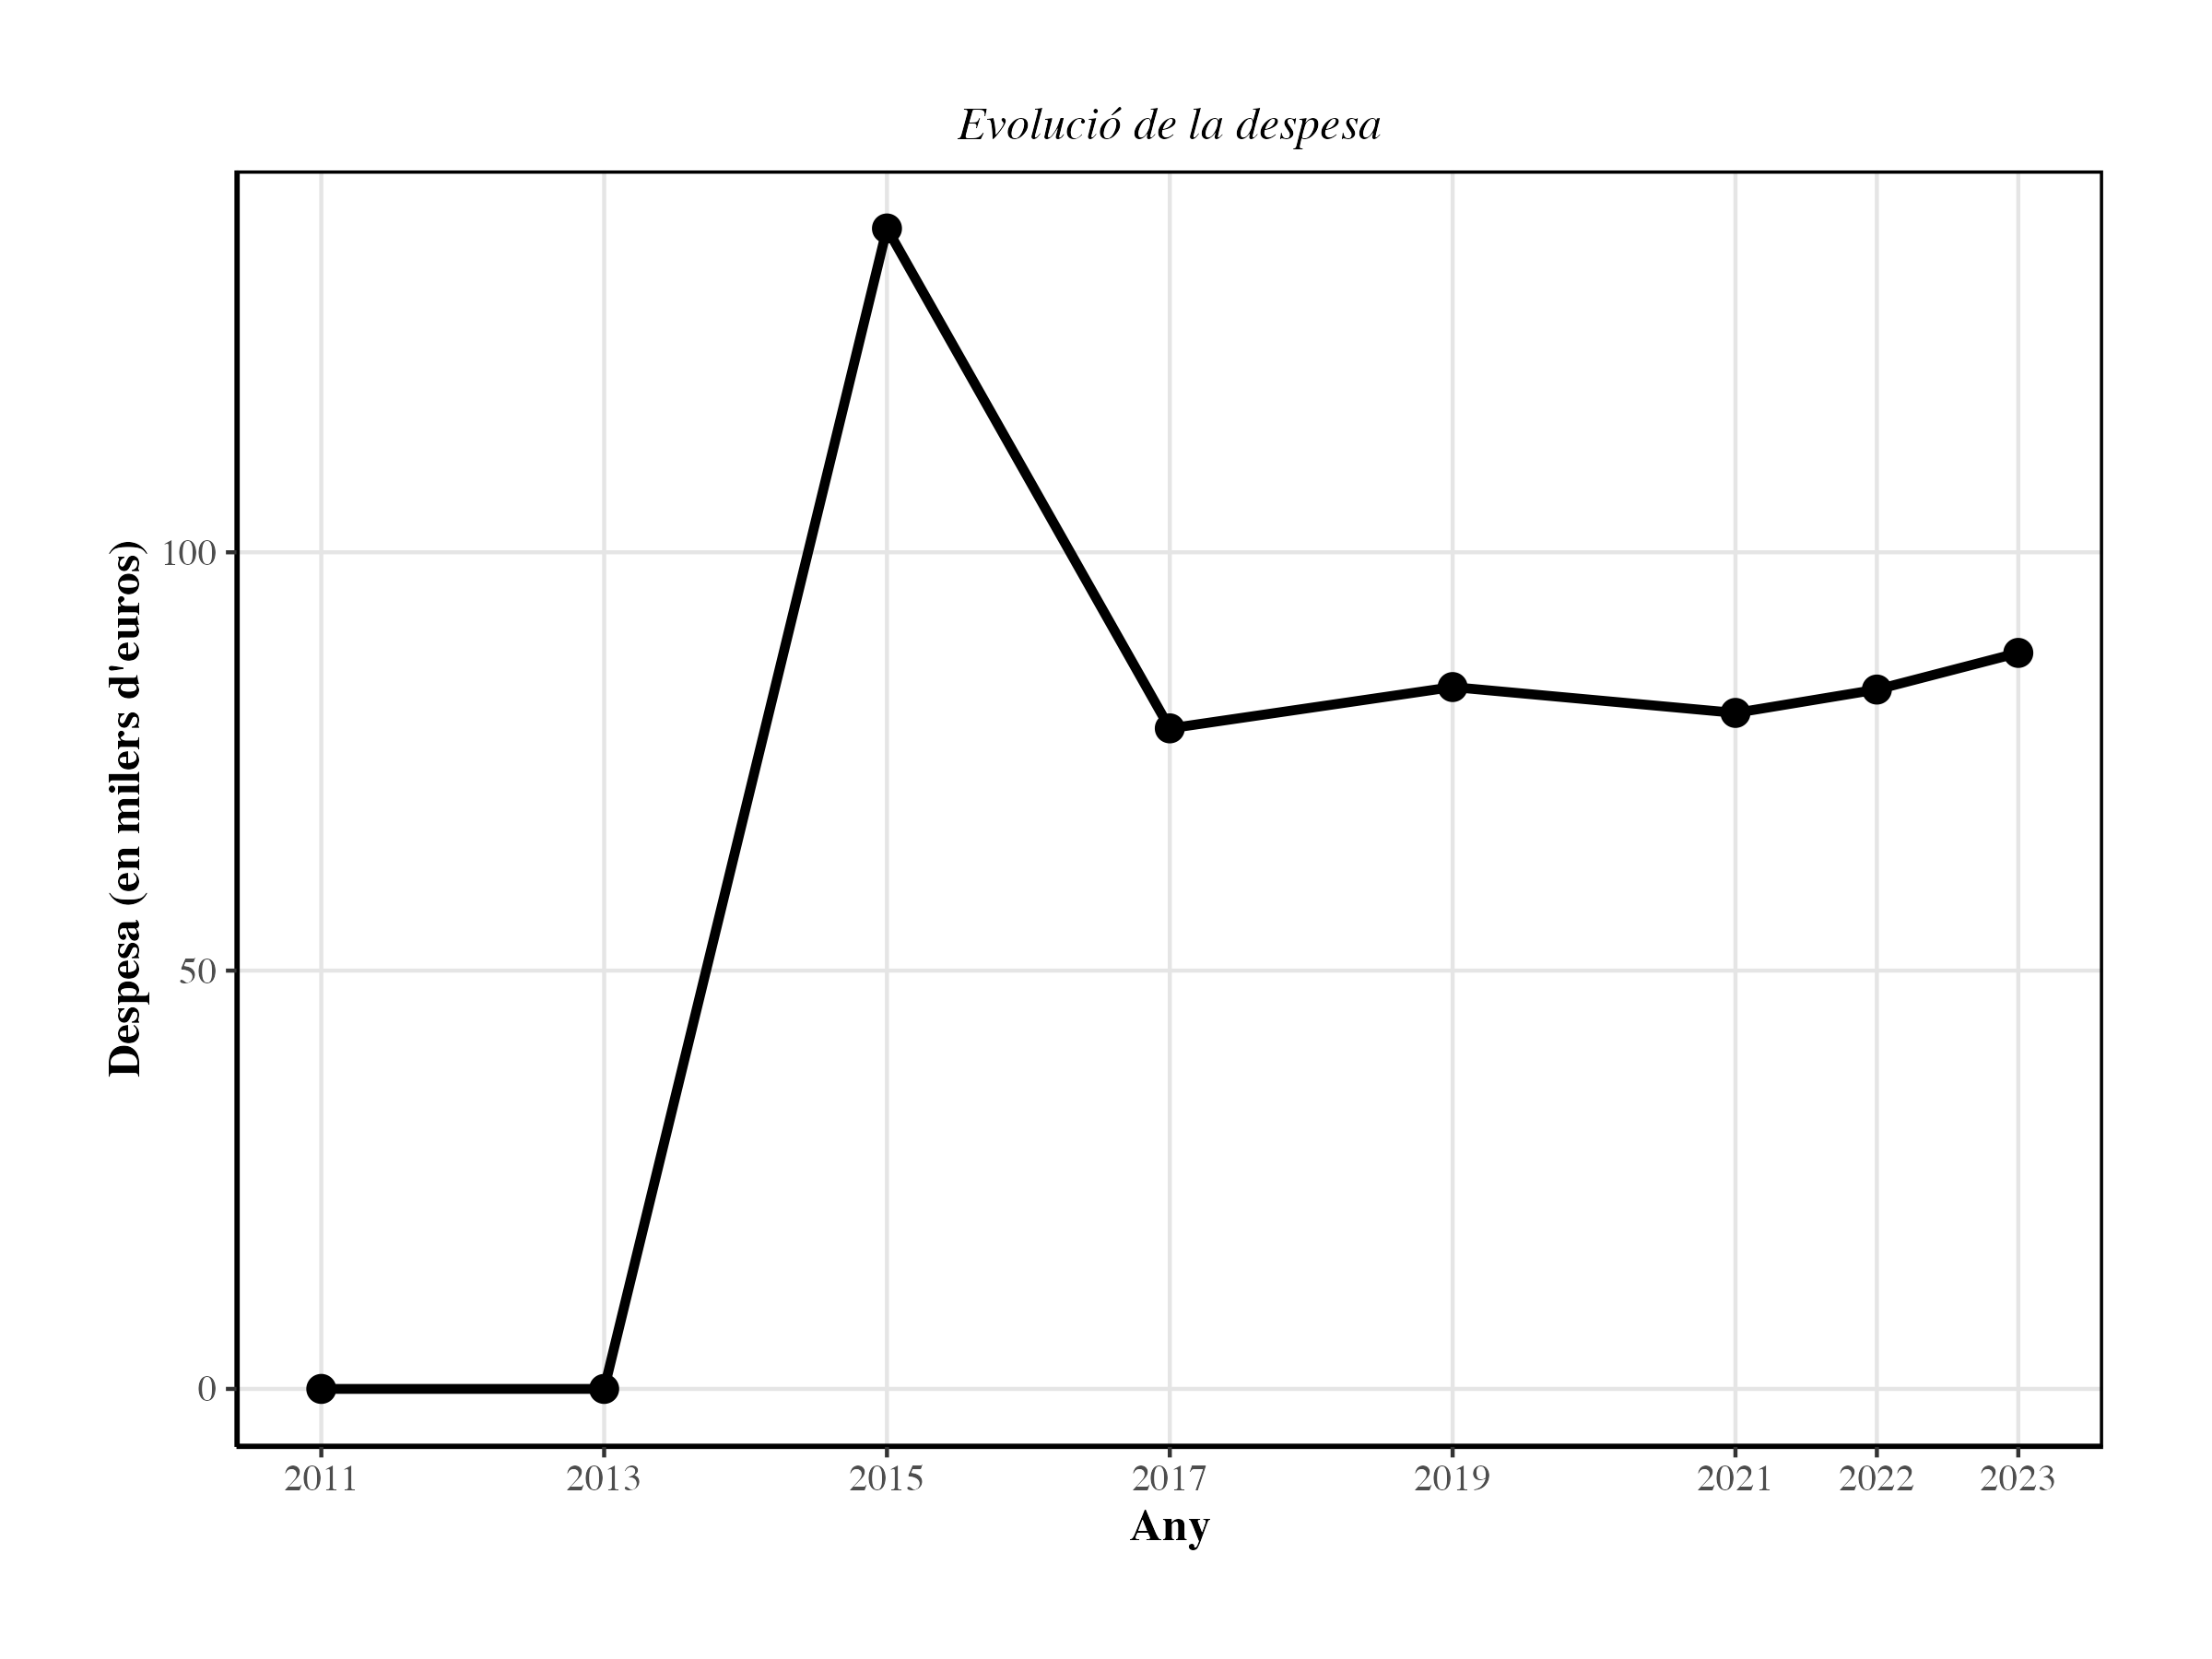 Evolució de la despesa
Despesa (en milers d'euros)
100
50
0
2011 2013 2015 2017 2019 2021 2022 2023
Any